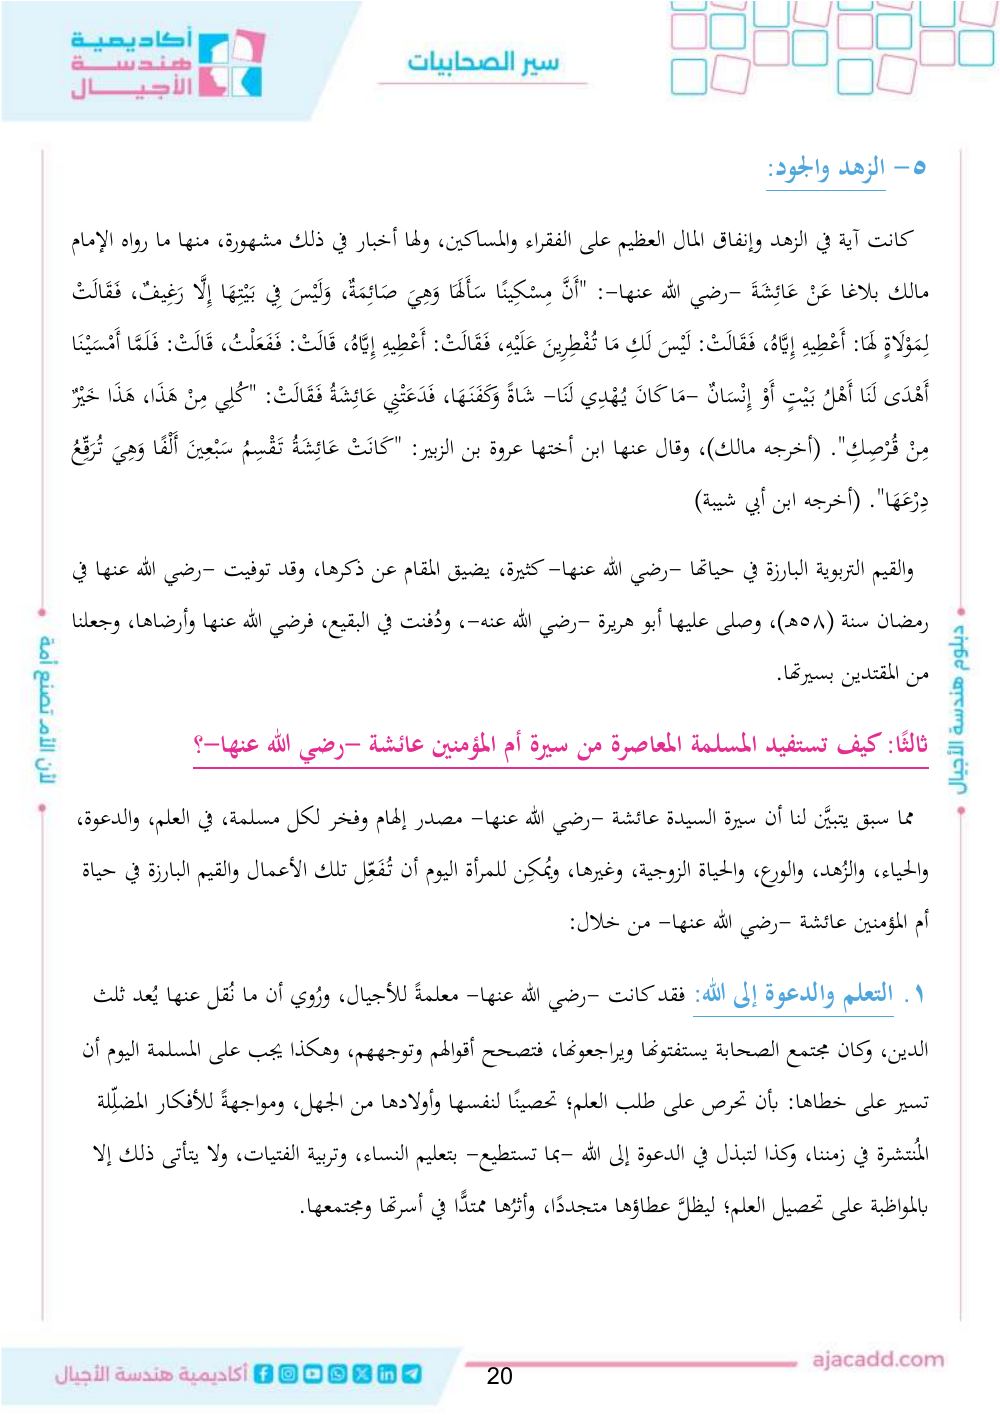 أكاديمية
هندسة
الأجيال
سير الصحابيات
٥- الزهد والجود:
كانت آية في الزهد وإنفاق المال العظيم على الفقراء والمساكين، ولها أخبار في ذلك مشهورة، منها ما رواه الإمام
مالك بلاغا عَنْ عَائِشَةَ -رضي الله عنها-: "أَنَّ مِسْكِينًا سَأَلَهَا وَهِيَ صَائِمَةٌ، وَلَيْسَ فِي بَيْتِهَا إِلَّا رَغِيفٌ، فَقَالَتْ
لِمَوْلَاةٍ لَهَا: أَعْطِيهِ إِيَّاهُ، فَقَالَتْ: لَيْسَ لَكِ مَا تُفْطِرِينَ عَلَيْهِ، فَقَالَتْ: أَعْطِيهِ إِيَّاهُ، قَالَتْ: فَفَعَلْتُ، قَالَتْ: فَلَمَّا أَمْسَيْنَا
أَهْدَى لَنَا أَهْلُ بَيْتٍ أَوْ إِنْسَانٌ -مَا كَانَ يُهْدِي لَنَا- شَاةً وَكَفَنَهَا، فَدَعَتْنِي عَائِشَةُ فَقَالَتْ: "كُلِي مِنْ هَذَا، هَذَا خَيْرٌ
مِنْ قُرْصِكِ". (أخرجه مالك)، وقال عنها ابن أختها عروة بن الزبير: "كَانَتْ عَائِشَةُ تَقْسِمُ سَبْعِينَ أَلْفًا وَهِيَ تُرَقِّعُ
دِرْعَهَا". (أخرجه ابن أبي شيبة)
والقيم التربوية البارزة في حياتها -رضي الله عنها- كثيرة، يضيق المقام عن ذكرها، وقد توفيت -رضي الله عنها في
رمضان سنة (٥٨هـ)، وصلى عليها أبو هريرة -رضي الله عنه-، ودُفنت في البقيع، فرضي الله عنها وأرضاها، وجعلنا
من المقتدين بسيرتها.
ثالثًا: كيف تستفيد المسلمة المعاصرة من سيرة أم المؤمنين عائشة -رضي الله عنها-؟
مما سبق يتبيَّن لنا أن سيرة السيدة عائشة -رضي الله عنها- مصدر إلهام وفخر لكل مسلمة، في العلم، والدعوة،
والحياء، والزُهد، والورع، والحياة الزوجية، وغيرها، ويُمكِن للمرأة اليوم أن تُفَعِّل تلك الأعمال والقيم البارزة في حياة
أم المؤمنين عائشة -رضي الله عنها- من خلال:
١. التعلم والدعوة إلى الله: فقد كانت -رضي الله عنها- معلمةً للأجيال، ورُوي أن ما نُقل عنها يُعد ثلث
الدين، وكان مجتمع الصحابة يستفتونها ويراجعونها، فتصحح أقوالهم وتوجههم، وهكذا يجب على المسلمة اليوم أن
تسير على خطاها: بأن تحرص على طلب العلم؛ تحصينًا لنفسها وأولادها من الجهل، ومواجهةً للأفكار المضلِّلة
المُنتشرة في زمننا، وكذا لتبذل في الدعوة إلى الله -بما تستطيع- بتعليم النساء، وتربية الفتيات، ولا يتأتى ذلك إلا
بالمواظبة على تحصيل العلم؛ ليظلَّ عطاؤها متجددًا، وأثرُها ممتدًّا في أسرتها ومجتمعها.
دبلوم هندسة الأجيال
لأن الأم تصنع أمة
أكاديمية هندسة الأجيال
20
ajacadd.com